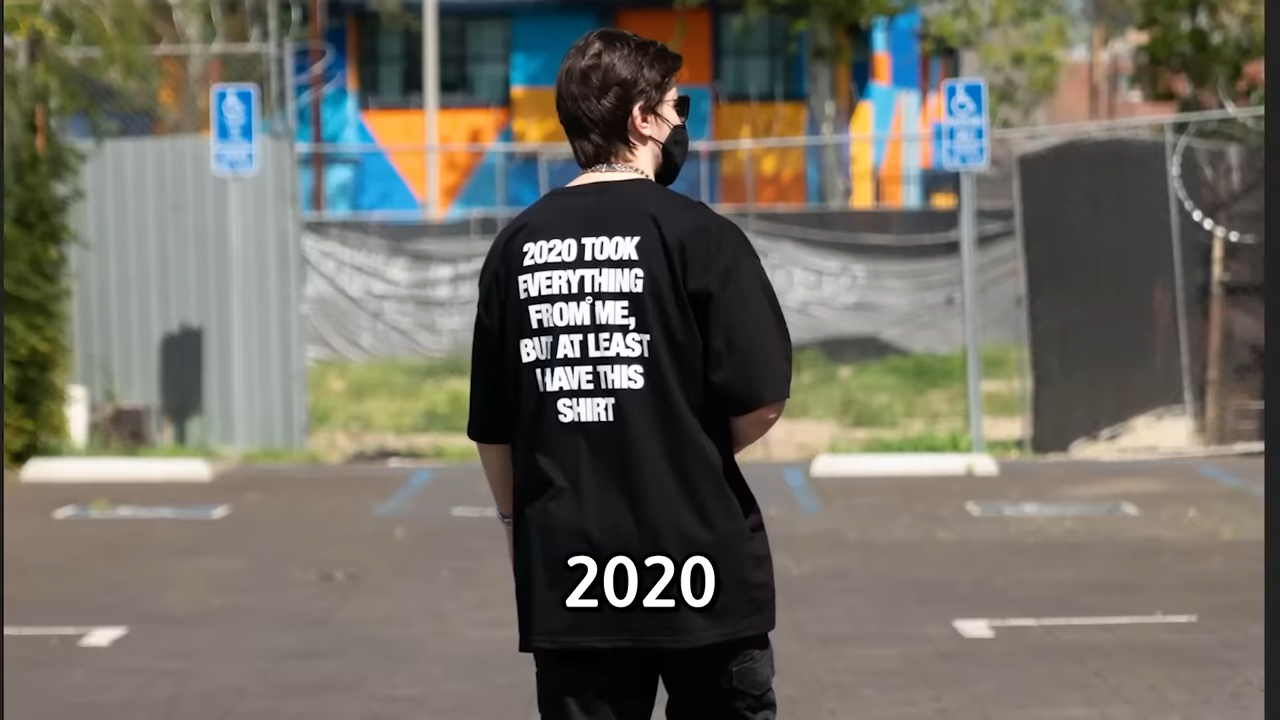 2020 TOOK
EVERYTHING
FROM ME,
BUT AT LEAST
I HAVE THIS
SHIRT
2020